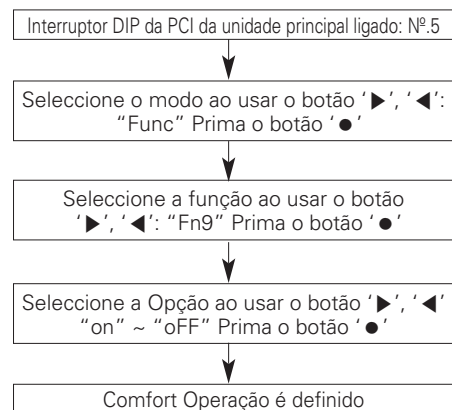 Interruptor DIP da PCI da unidade principal ligado: Nº.5
Seleccione o modo ao usar o botão ‘▶’, ‘◀’:
“Func” Prima o botão ‘●’
Seleccione a função ao usar o botão
‘▶’, ‘◀’: “Fn9” Prima o botão ‘●’
Seleccione a Opção ao usar o botão ‘▶’, ‘◀’
“on” ~ “oFF” Prima o botão ‘●’
Comfort Operação é definido